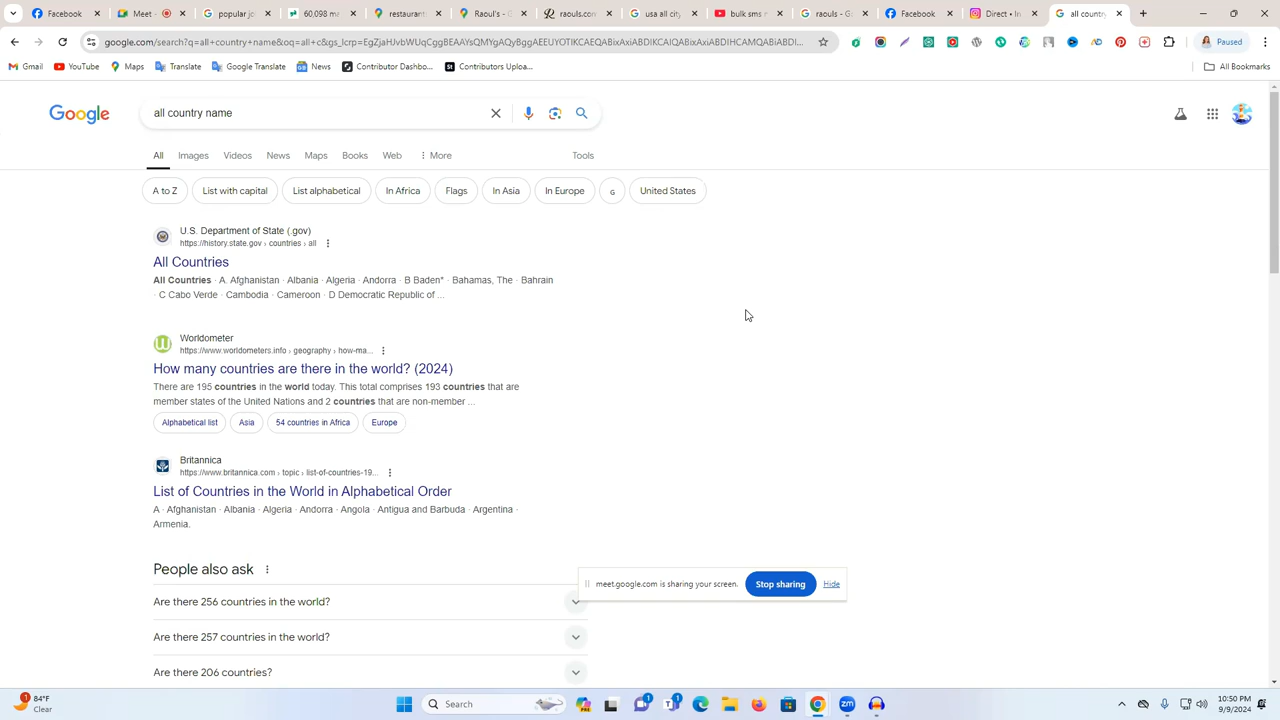 Facebook
Meet
popular jo
60,098 m
restaurant
Raoul's - G
raouls.com
usa all city
bulk sms
raouls - G
Facebook
Direct • In
all country
google.com/search?q=all+country+name&oq=all+c&gs_lcrp=EgZjaHJvbWUqCggBEAAYsQMYgAQyBggAEEUYOTIKCAEQABixAxiABDIKCAIQABixAxiABDIHCAMQABiABDI...
Paused
Gmail
YouTube
Maps
Translate
Google Translate
News
Contributor Dashbo...
Contributors Uploa...
All Bookmarks
Google
all country name
All
Images
Videos
News
Maps
Books
Web
More
Tools
A to Z
List with capital
List alphabetical
In Africa
Flags
In Asia
In Europe
G
United States
U.S. Department of State (.gov)
https://history.state.gov › countries › all
All Countries
All Countries · A. Afghanistan · Albania · Algeria · Andorra · B Baden* · Bahamas, The · Bahrain
· C Cabo Verde · Cambodia · Cameroon · D Democratic Republic of ...
Worldometer
https://www.worldometers.info › geography › how-ma...
How many countries are there in the world? (2024)
There are 195 countries in the world today. This total comprises 193 countries that are
member states of the United Nations and 2 countries that are non-member ...
Alphabetical list
Asia
54 countries in Africa
Europe
Britannica
https://www.britannica.com › topic › list-of-countries-19...
List of Countries in the World in Alphabetical Order
A · Afghanistan · Albania · Algeria · Andorra · Angola · Antigua and Barbuda · Argentina ·
Armenia.
People also ask
meet.google.com is sharing your screen.
Stop sharing
Hide
Are there 256 countries in the world?
Are there 257 countries in the world?
Are there 206 countries?
84°F
Clear
Search
10:50 PM
9/9/2024